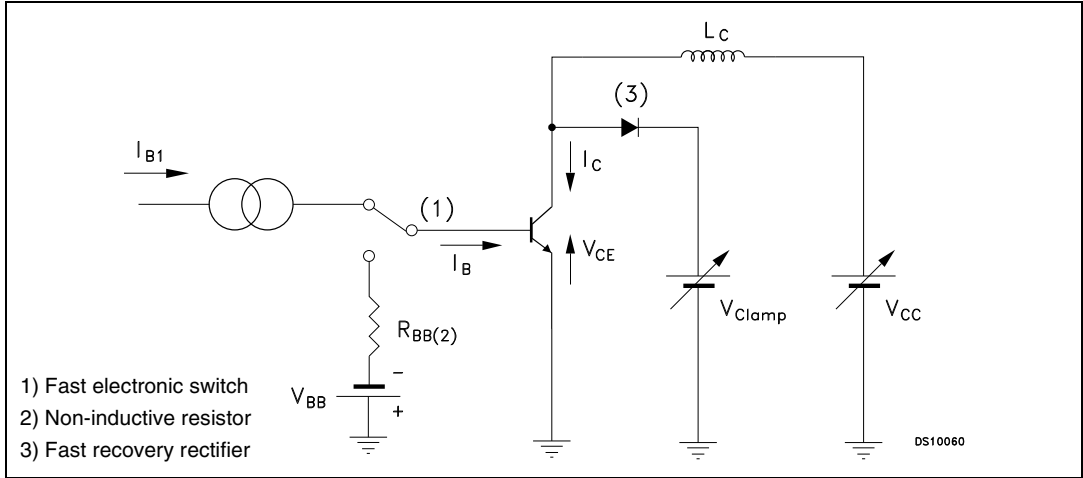 L_C
(3)
I_B1
I_C
(1)
I_B
V_CE
V_Clamp
V_CC
R_BB(2)
V_BB
−
+
1) Fast electronic switch
2) Non-inductive resistor
3) Fast recovery rectifier
DS10060